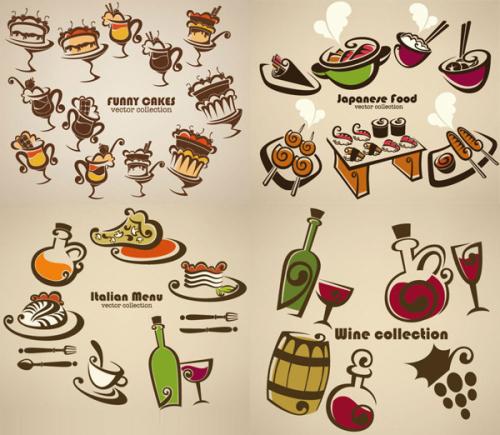 FUNNY CAKES
vector collection
Japanese Food
vector collection
Italian Menu
vector collection
Wine collection